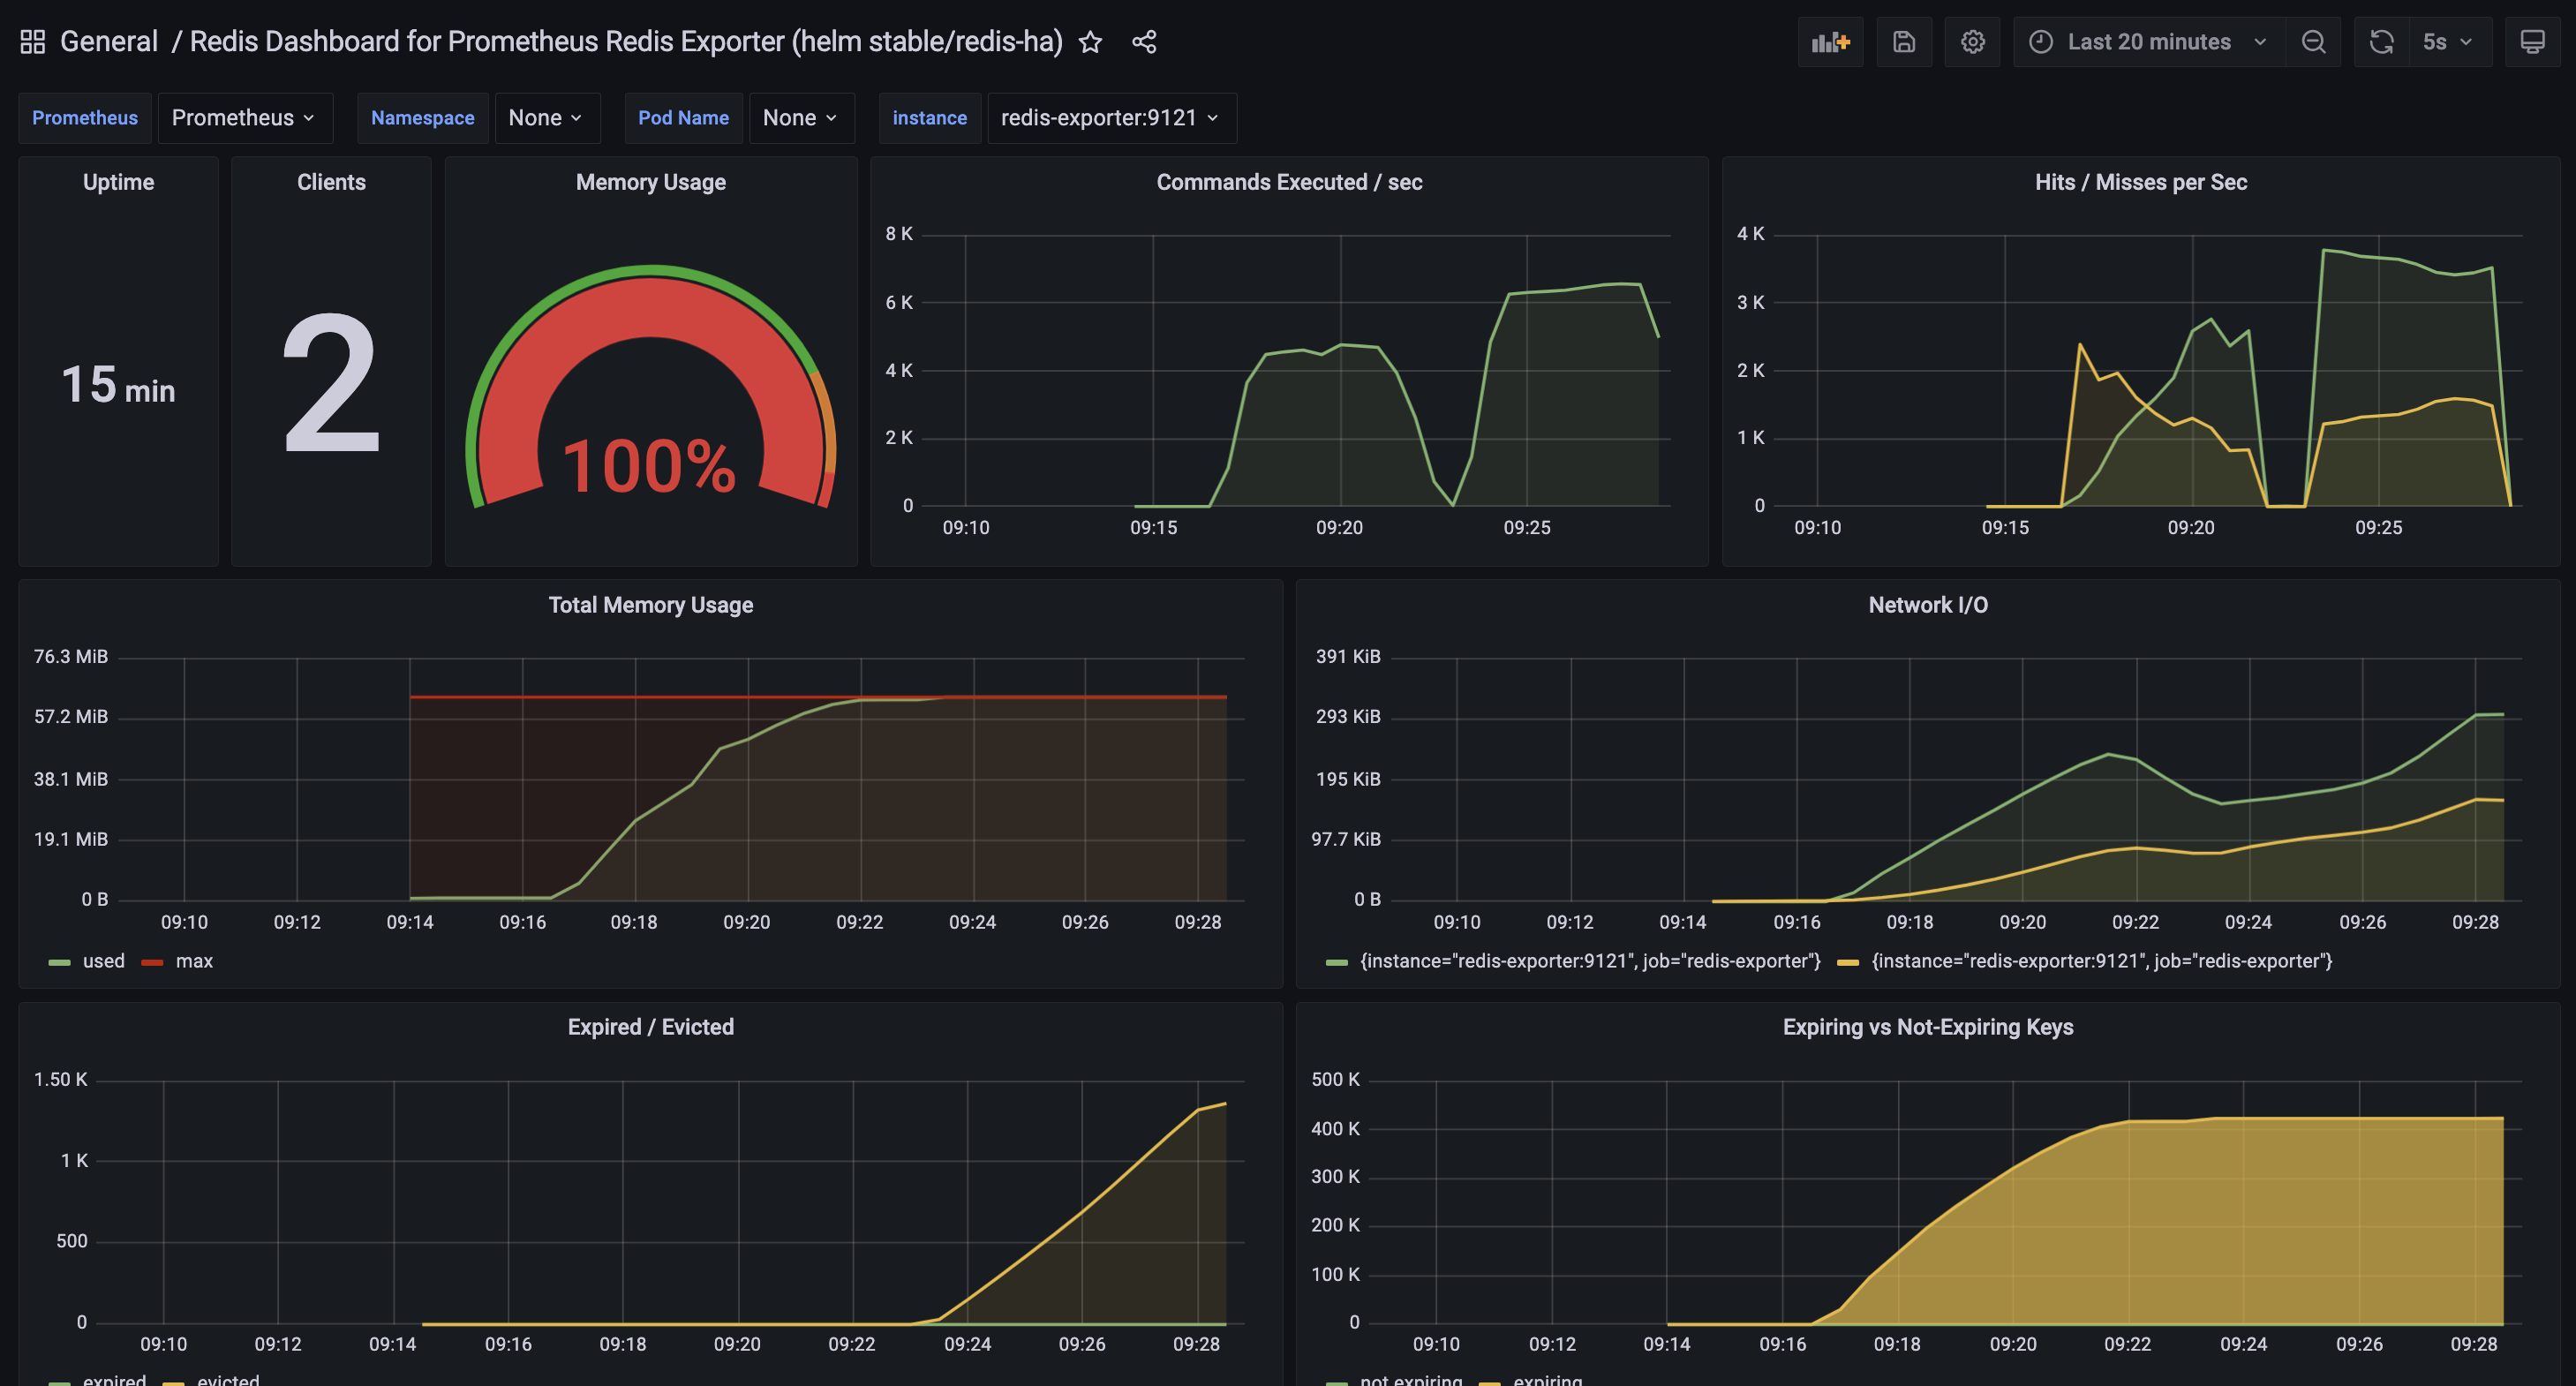 General / Redis Dashboard for Prometheus Redis Exporter (helm stable/redis-ha)
Last 20 minutes
5s
Prometheus
Prometheus
Namespace
None
Pod Name
None
instance
redis-exporter:9121
Uptime
15 min
Clients
2
Memory Usage
100%
Commands Executed / sec
8 K
6 K
4 K
2 K
0
09:10 09:15 09:20 09:25
Hits / Misses per Sec
4 K
3 K
2 K
1 K
0
09:10 09:15 09:20 09:25
Total Memory Usage
76.3 MiB
57.2 MiB
38.1 MiB
19.1 MiB
0 B
09:10 09:12 09:14 09:16 09:18 09:20 09:22 09:24 09:26 09:28
used max
Network I/O
391 KiB
293 KiB
195 KiB
97.7 KiB
0 B
09:10 09:12 09:14 09:16 09:18 09:20 09:22 09:24 09:26 09:28
{instance="redis-exporter:9121", job="redis-exporter"} {instance="redis-exporter:9121", job="redis-exporter"}
Expired / Evicted
1.50 K
1 K
500
0
09:10 09:12 09:14 09:16 09:18 09:20 09:22 09:24 09:26 09:28
expired evicted
Expiring vs Not-Expiring Keys
500 K
400 K
300 K
200 K
100 K
0
09:10 09:12 09:14 09:16 09:18 09:20 09:22 09:24 09:26 09:28
not expiring expiring